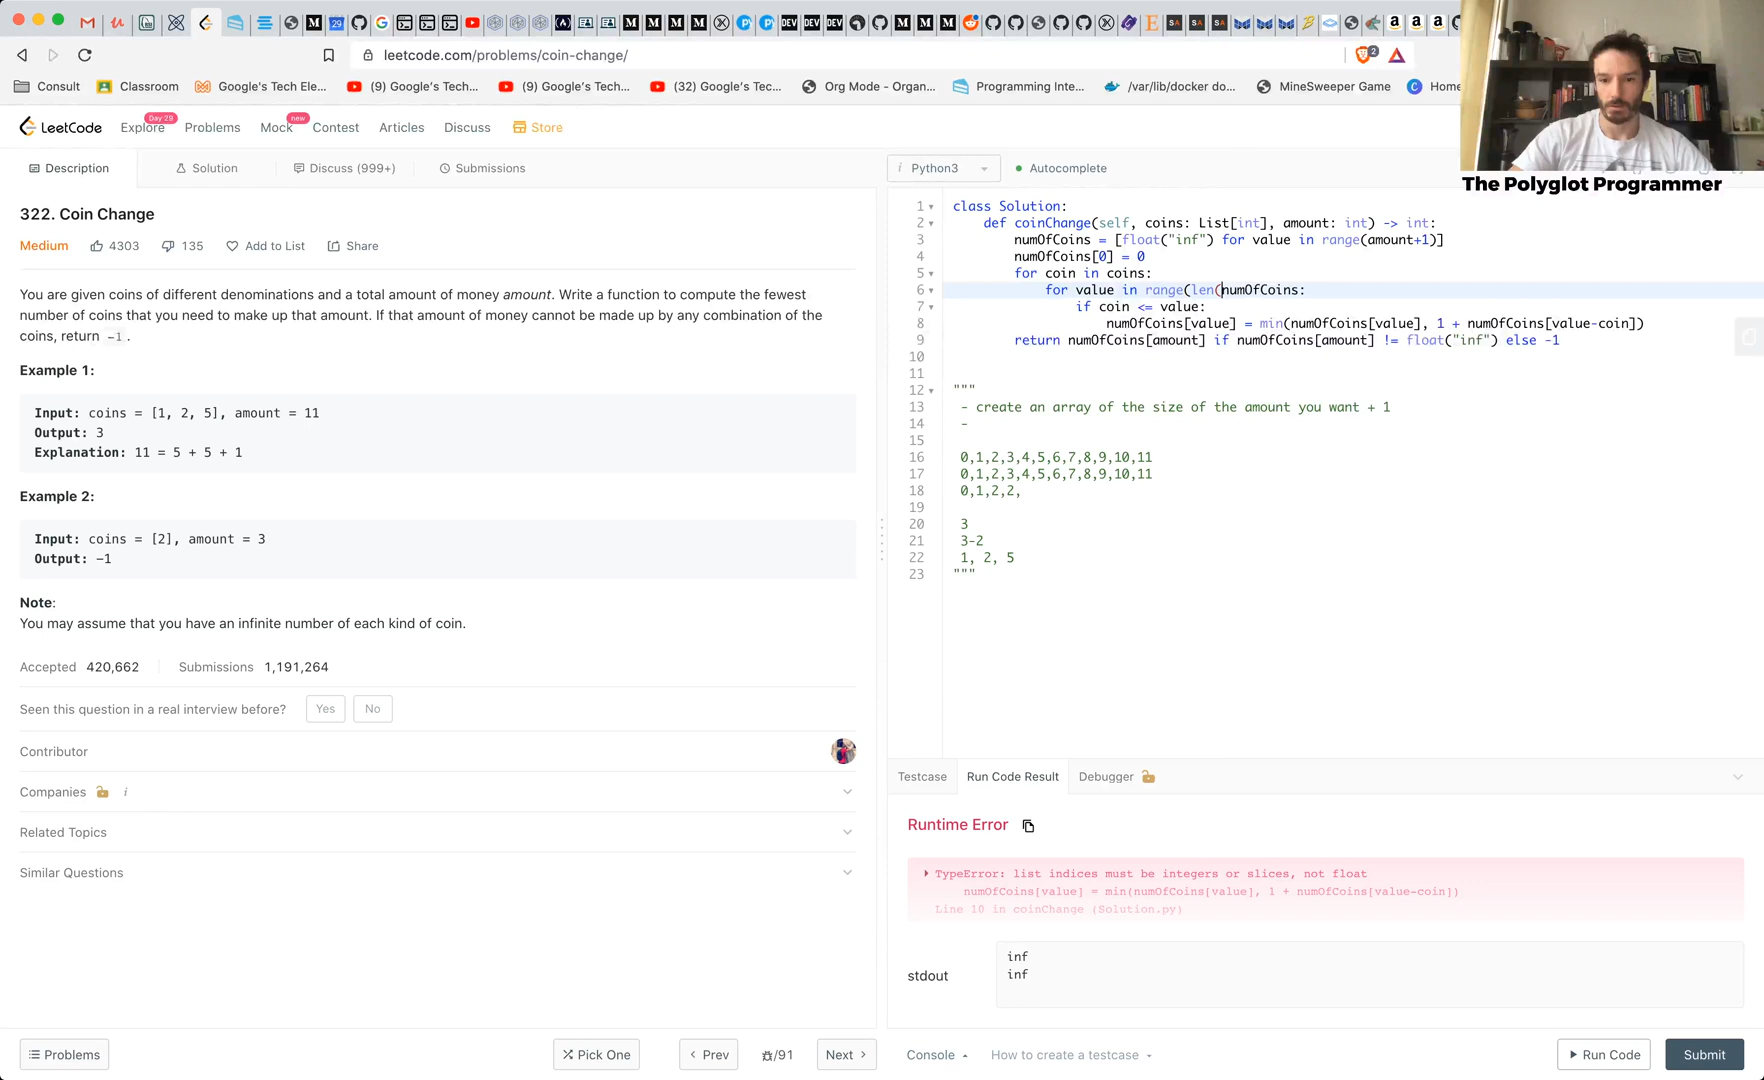 leetcode.com/problems/coin-change/
2
Consult
Classroom
Google's Tech Ele...
(9) Google's Tech...
(9) Google's Tech...
(32) Google's Tec...
Org Mode - Organ...
Programming Inte...
/var/lib/docker do...
MineSweeper Game
LeetCode
Explore
Day 29
Problems
Mock
new
Contest
Articles
Discuss
Store
Description
Solution
Discuss (999+)
Submissions
i Python3
Autocomplete
The Polyglot Programmer
322. Coin Change
Medium
4303
135
Add to List
Share
You are given coins of different denominations and a total amount of money amount. Write a function to compute the fewest
number of coins that you need to make up that amount. If that amount of money cannot be made up by any combination of the
coins, return -1 .
Example 1:
Input: coins = [1, 2, 5], amount = 11
Output: 3
Explanation: 11 = 5 + 5 + 1
Example 2:
Input: coins = [2], amount = 3
Output: -1
Note:
You may assume that you have an infinite number of each kind of coin.
Accepted 420,662
Submissions 1,191,264
Seen this question in a real interview before?
Yes
No
Contributor
Companies
i
Related Topics
Similar Questions
1 class Solution:
2 def coinChange(self, coins: List[int], amount: int) -> int:
3 numOfCoins = [float("inf") for value in range(amount+1)]
4 numOfCoins[0] = 0
5 for coin in coins:
6 for value in range(len(numOfCoins:
7 if coin <= value:
8 numOfCoins[value] = min(numOfCoins[value], 1 + numOfCoins[value-coin])
9 return numOfCoins[amount] if numOfCoins[amount] != float("inf") else -1
10
11
12 """
13 - create an array of the size of the amount you want + 1
14 -
15
16 0,1,2,3,4,5,6,7,8,9,10,11
17 0,1,2,3,4,5,6,7,8,9,10,11
18 0,1,2,2,
19
20 3
21 3-2
22 1, 2, 5
23 """
Testcase
Run Code Result
Debugger
Runtime Error
TypeError: list indices must be integers or slices, not float
numOfCoins[value] = min(numOfCoins[value], 1 + numOfCoins[value-coin])
Line 10 in coinChange (Solution.py)
stdout
inf
inf
Problems
Pick One
Prev
/91
Next
Console
How to create a testcase
Run Code
Submit